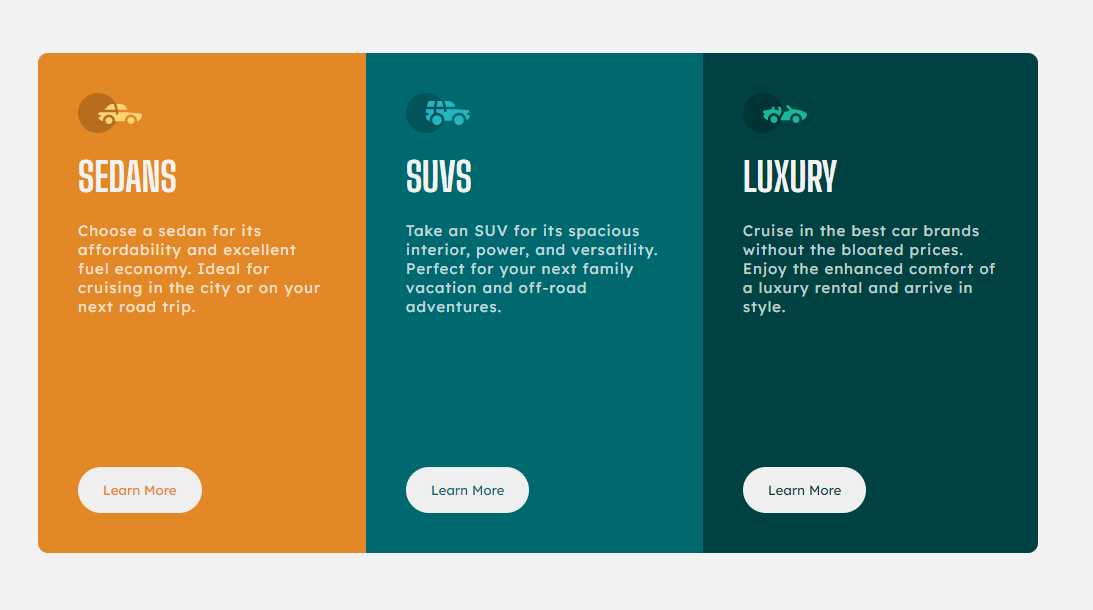 SEDANS
Choose a sedan for its
affordability and excellent
fuel economy. Ideal for
cruising in the city or on your
next road trip.
Learn More
SUVS
Take an SUV for its spacious
interior, power, and versatility.
Perfect for your next family
vacation and off-road
adventures.
Learn More
LUXURY
Cruise in the best car brands
without the bloated prices.
Enjoy the enhanced comfort of
a luxury rental and arrive in
style.
Learn More